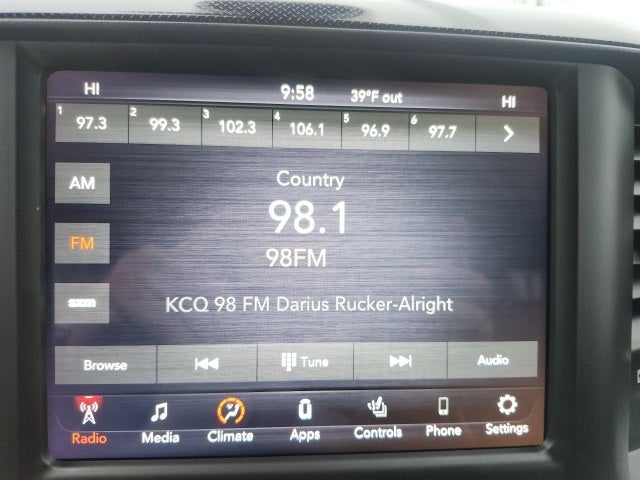 HI 9:58 39°F out HI
1 97.3 2 99.3 3 102.3 4 106.1 5 96.9 6 97.7
AM
Country
98.1
FM
98FM
KCQ 98 FM Darius Rucker-Alright
Browse Tune Audio
Radio Media Climate Apps Controls Phone Settings